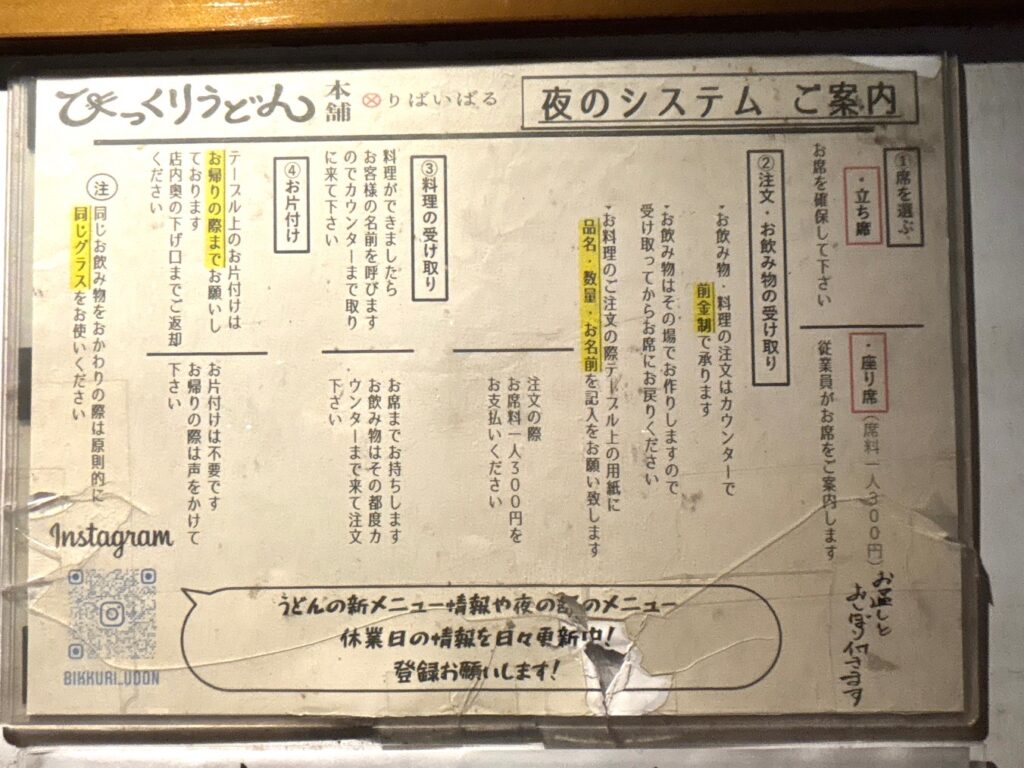 びっくりうどん
本舗
りばいばる
夜のシステム ご案内
①席を選ぶ
・立ち席
お席を確保して下さい
・座り席(席料一人300円)
従業員がお席をご案内します
お通しと
おしぼり付きます
②注文・お飲み物の受け取り
・お飲み物・料理の注文はカウンターで
前金制で承ります
・お飲み物はその場でお作りしますので
受け取ってからお席にお戻りください
・お料理のご注文の際テーブル上の用紙に
品名・数量・お名前を記入をお願い致します
注文の際
お席料一人300円を
お支払いください
③料理の受け取り
料理ができましたら
お客様の名前を呼びます
のでカウンターまで取り
に来て下さい
お席までお持ちします
お飲み物はその都度カ
ウンターまで来て注文
下さい
④お片付け
テーブル上のお片付けは
お帰りの際までお願いし
ております
店内奥の下げ口までご返却
ください
お片付けは不要です
お帰りの際は声をかけて
下さい
注
同じお飲み物をおかわりの際は原則的に
同じグラスをお使いください
Instagram
BIKKURI_UDON
うどんの新メニュー情報や夜ののメニュー
休業日の情報を日々更新中!
登録お願いします!